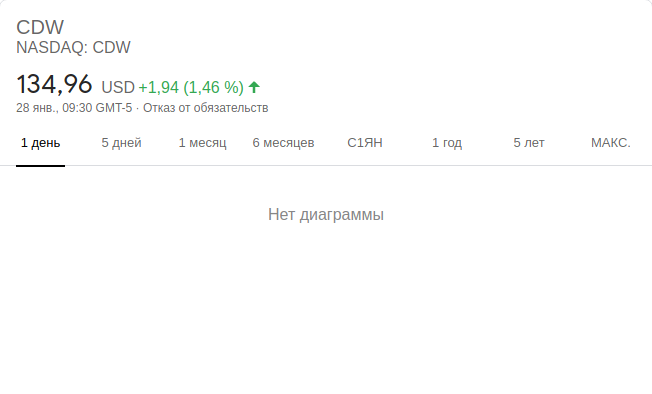 CDW
NASDAQ: CDW
134,96 USD +1,94 (1,46 %)
28 янв., 09:30 GMT-5 · Отказ от обязательств
1 день 5 дней 1 месяц 6 месяцев С1ЯН 1 год 5 лет МАКС.
Нет диаграммы